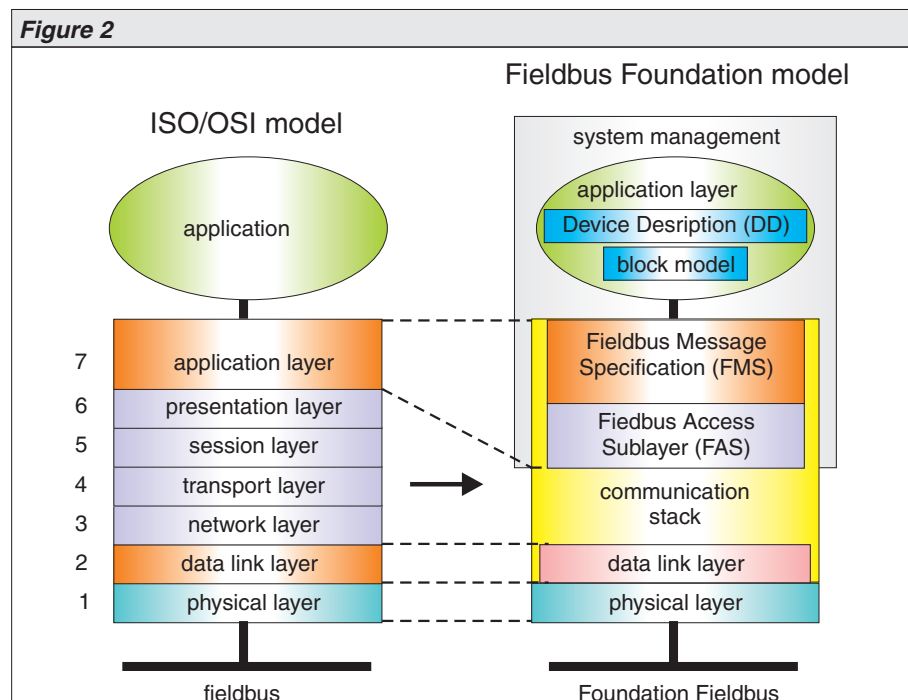 Figure 2
Fieldbus Foundation model
ISO/OSI model
system management
application
application layer
Device Desription (DD)
block model
7 application layer
6 presentation layer
5 session layer
4 transport layer
3 network layer
2 data link layer
1 physical layer
fieldbus
Fieldbus Message
Specification (FMS)
Fiedbus Access
Sublayer (FAS)
communication
stack
data link layer
physical layer
Foundation Fieldbus